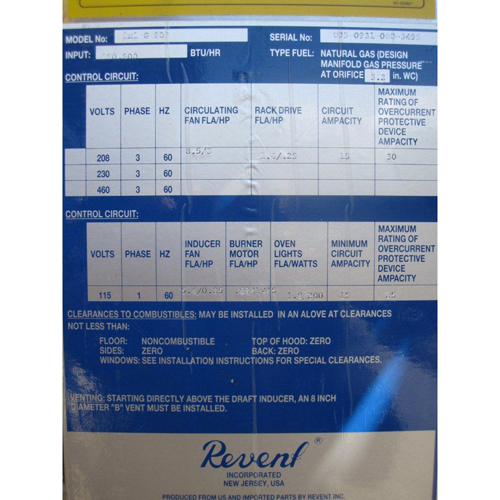 MODEL No:
SERIAL No:
INPUT: BTU/HR
TYPE FUEL: NATURAL GAS (DESIGN
MANIFOLD GAS PRESSURE
AT ORIFICE in. WC)
CONTROL CIRCUIT:
VOLTS PHASE HZ CIRCULATING FAN FLA/HP RACK DRIVE FLA/HP CIRCUIT AMPACITY MAXIMUM RATING OF OVERCURRENT PROTECTIVE DEVICE AMPACITY
208 3 60 15 30
230 3 60
460 3 60
CONTROL CIRCUIT:
VOLTS PHASE HZ INDUCER FAN FLA/HP BURNER MOTOR FLA/HP OVEN LIGHTS FLA/WATTS MINIMUM CIRCUIT AMPACITY MAXIMUM RATING OF OVERCURRENT PROTECTIVE DEVICE AMPACITY
115 1 60
CLEARANCES TO COMBUSTIBLES: MAY BE INSTALLED IN AN ALOVE AT CLEARANCES
NOT LESS THAN:
FLOOR: NONCOMBUSTIBLE TOP OF HOOD: ZERO
SIDES: ZERO BACK: ZERO
WINDOWS: SEE INSTALLATION INSTRUCTIONS FOR SPECIAL CLEARANCES.
VENTING: STARTING DIRECTLY ABOVE THE DRAFT INDUCER, AN 8 INCH
DIAMETER "B" VENT MUST BE INSTALLED.
Revent ®
INCORPORATED
NEW JERSEY, USA
PRODUCED FROM US AND IMPORTED PARTS BY REVENT INC.